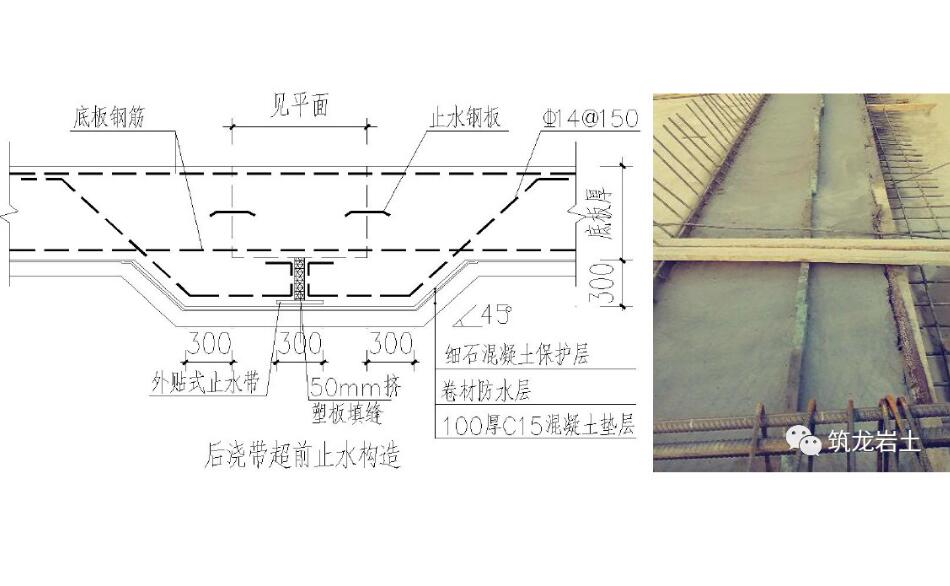 见平面
底板钢筋
止水钢板
Φ14@150
底板厚
300
45°
300
300
300
细石混凝土保护层
外贴式止水带
50mm挤
塑板填缝
卷材防水层
100厚C15混凝土垫层
后浇带超前止水构造
筑龙岩土